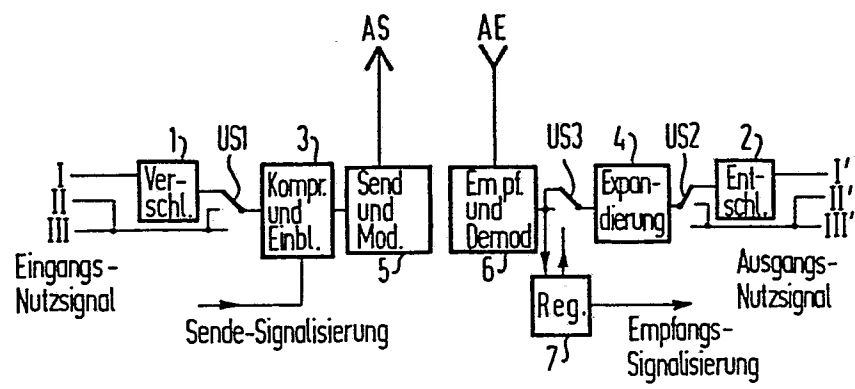 AS
AE
1
US1
3
US3
4
US2
2
I
II
III
Ver-
schl.
Kompr.
und
Einbl.
Send
und
Mod.
5
Empf.
und
Demod
6
Expan-
dierung
Ent-
schl.
I'
II'
III'
Eingangs-
Nutzsignal
Sende-Signalisierung
Reg.
7
Empfangs-
Signalisierung
Ausgangs-
Nutzsignal